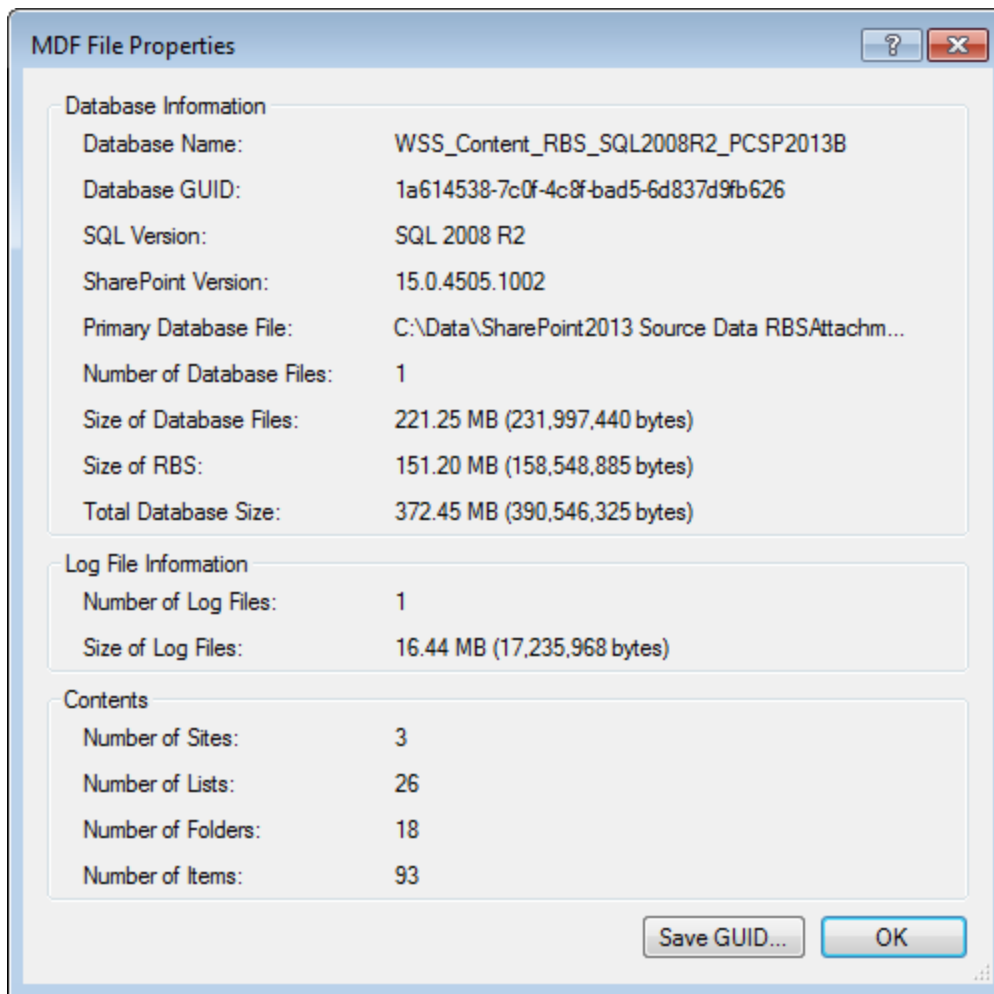 MDF File Properties
Database Information
Database Name: WSS_Content_RBS_SQL2008R2_PCSP2013B
Database GUID: 1a614538-7c0f-4c8f-bad5-6d837d9fb626
SQL Version: SQL 2008 R2
SharePoint Version: 15.0.4505.1002
Primary Database File: C:\Data\SharePoint2013 Source Data RBSAttachm...
Number of Database Files: 1
Size of Database Files: 221.25 MB (231,997,440 bytes)
Size of RBS: 151.20 MB (158,548,885 bytes)
Total Database Size: 372.45 MB (390,546,325 bytes)
Log File Information
Number of Log Files: 1
Size of Log Files: 16.44 MB (17,235,968 bytes)
Contents
Number of Sites: 3
Number of Lists: 26
Number of Folders: 18
Number of Items: 93
Save GUID... OK